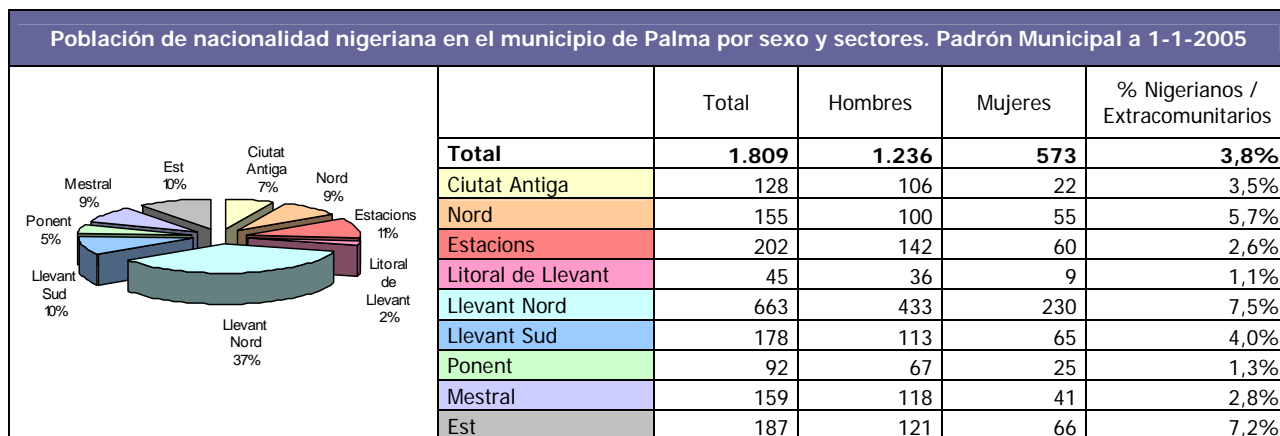 Población de nacionalidad nigeriana en el municipio de Palma por sexo y sectores. Padrón Municipal a 1-1-2005
Ciutat
Antiga
7%
Nord
9%
Estacions
11%
Litoral
de
Llevant
2%
Llevant
Nord
37%
Llevant
Sud
10%
Ponent
5%
Mestral
9%
Est
10%
Total Hombres Mujeres % Nigerianos /
Extracomunitarios
Total 1.809 1.236 573 3,8%
Ciutat Antiga 128 106 22 3,5%
Nord 155 100 55 5,7%
Estacions 202 142 60 2,6%
Litoral de Llevant 45 36 9 1,1%
Llevant Nord 663 433 230 7,5%
Llevant Sud 178 113 65 4,0%
Ponent 92 67 25 1,3%
Mestral 159 118 41 2,8%
Est 187 121 66 7,2%